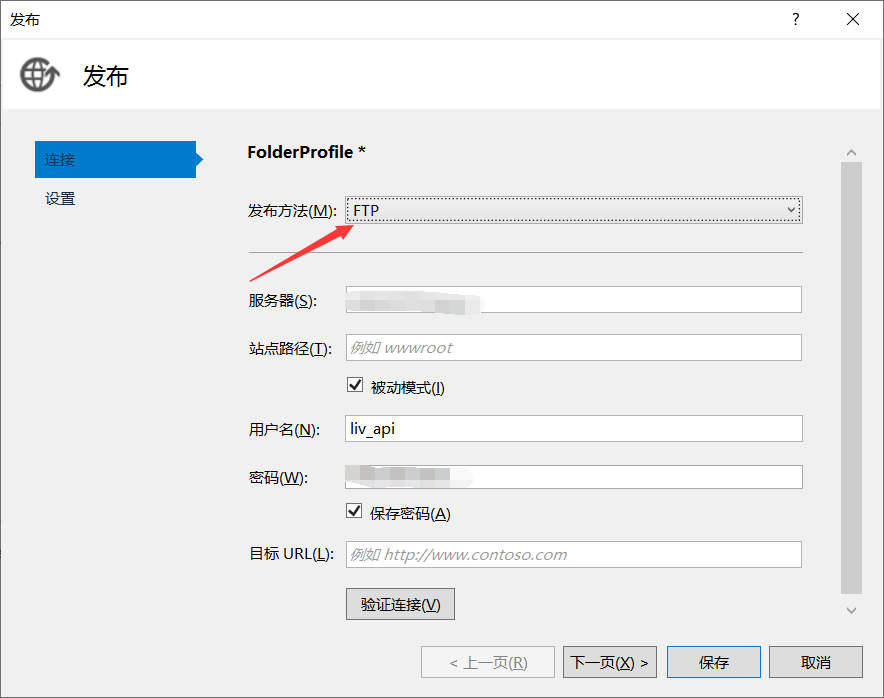 发布
?
发布
连接
设置
FolderProfile *
发布方法(M): FTP
服务器(S):
站点路径(T): 例如 wwwroot
被动模式(I)
用户名(N): liv_api
密码(W):
保存密码(A)
目标 URL(L): 例如 http://www.contoso.com
验证连接(V)
< 上一页(R) 下一页(X) > 保存 取消